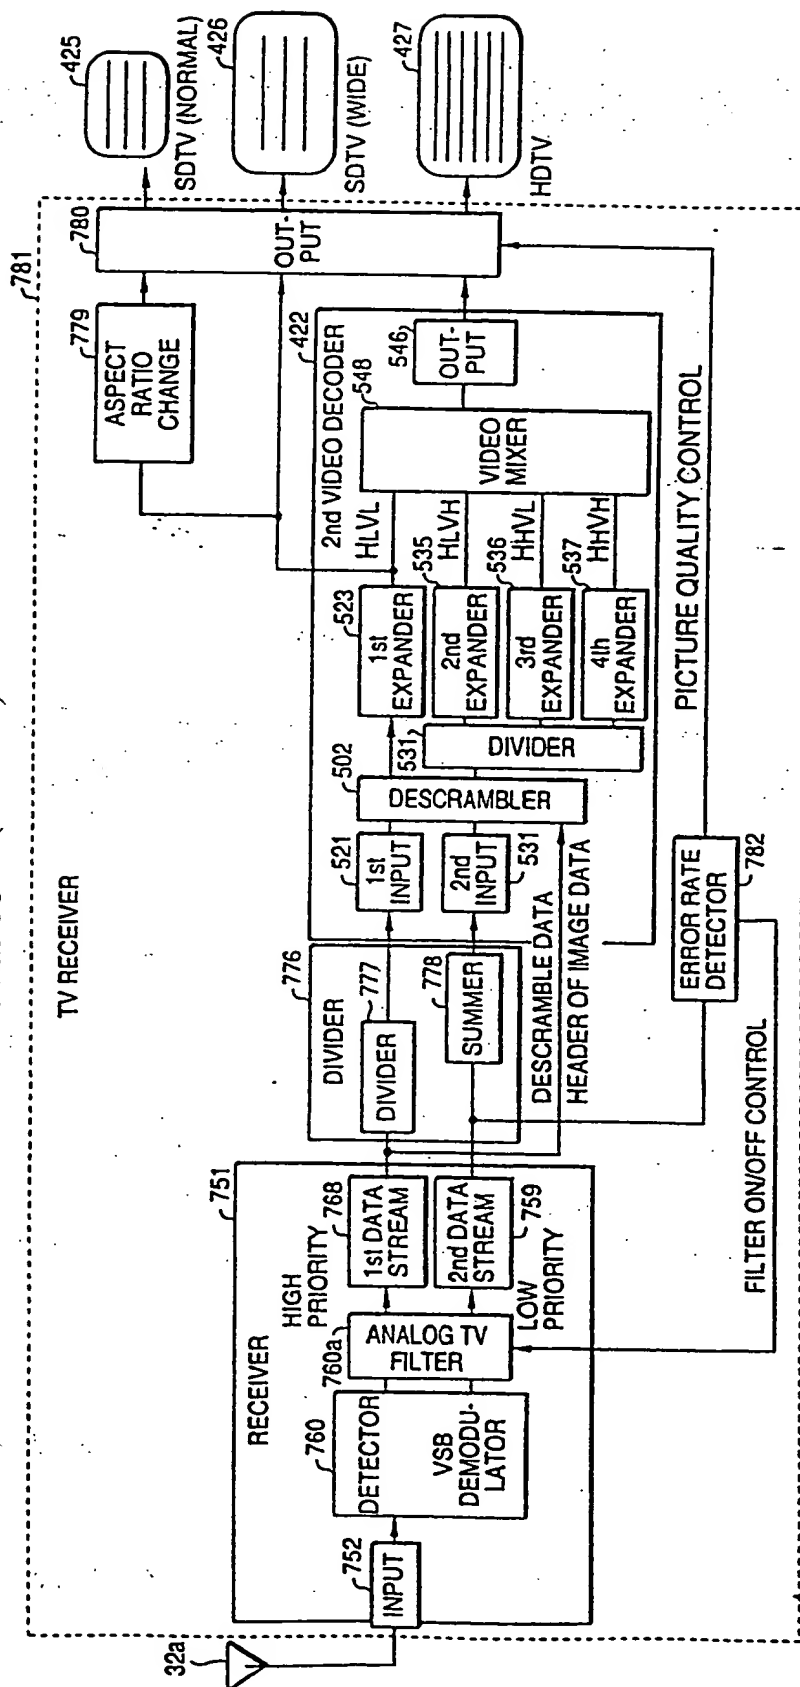 TV RECEIVER
781
32a
RECEIVER
751
752
INPUT
760
DETECTOR
VSB
DEMODU-
LATOR
760a
ANALOG TV
FILTER
HIGH
PRIORITY
768
1st DATA
STREAM
2nd DATA
STREAM
759
LOW
PRIORITY
776
DIVIDER
777
DIVIDER
778
SUMMER
DESCRAMBLE DATA
HEADER OF IMAGE DATA
2nd VIDEO DECODER
422
521
1st
INPUT
2nd
INPUT
531
502
DESCRAMBLER
531
DIVIDER
523
1st
EXPANDER
535
2nd
EXPANDER
536
3rd
EXPANDER
537
4th
EXPANDER
HLVL
HLVH
HHVL
HHVH
548
VIDEO
MIXER
546
OUT-
PUT
779
ASPECT
RATIO
CHANGE
780
OUT-
PUT
425
SDTV (NORMAL)
426
SDTV (WIDE)
427
HDTV
ERROR RATE
DETECTOR
782
PICTURE QUALITY CONTROL
FILTER ON/OFF CONTROL